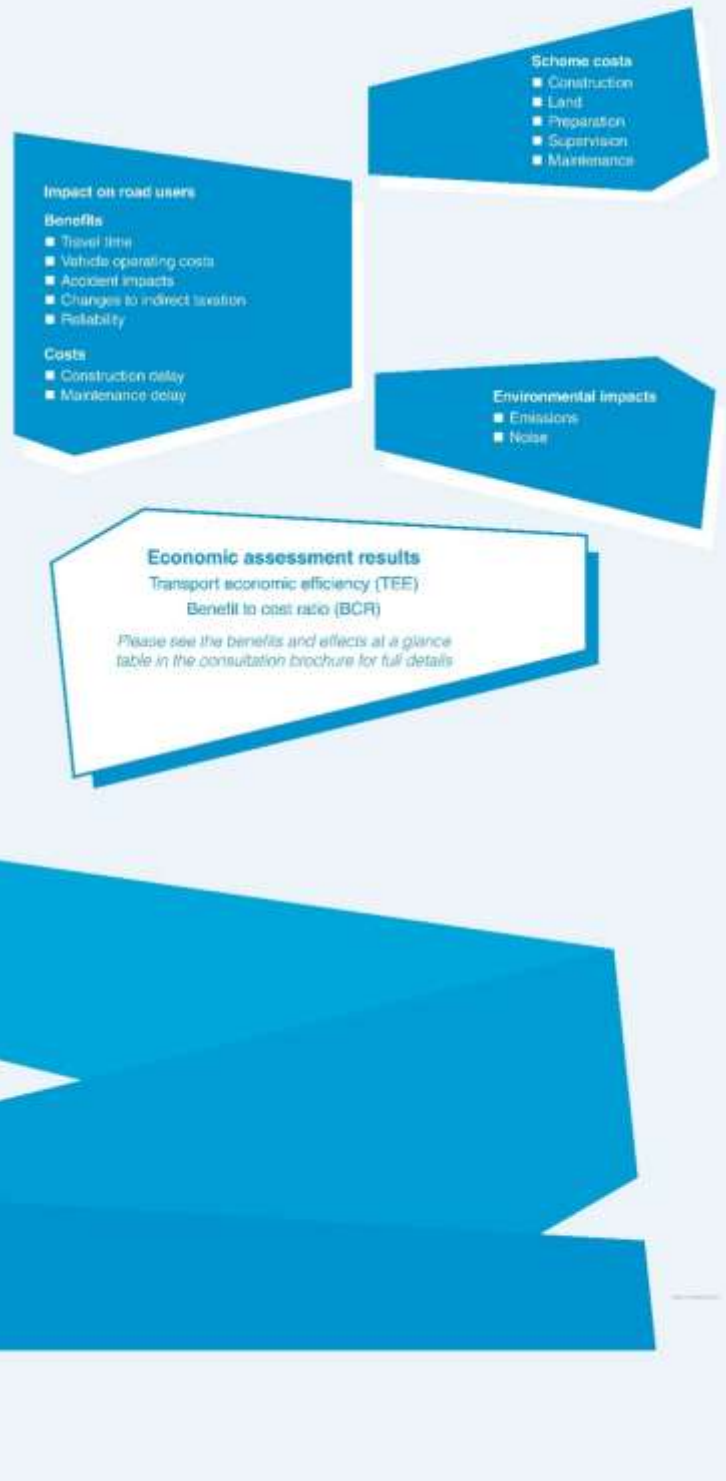 Scheme costs
■ Construction
■ Land
■ Preparation
■ Supervision
■ Maintenance
Impact on road users
Benefits
■ Travel time
■ Vehicle operating costs
■ Accident impacts
■ Changes to indirect taxation
■ Reliability
Costs
■ Construction delay
■ Maintenance delay
Environmental impacts
■ Emissions
■ Noise
Economic assessment results
Transport economic efficiency (TEE)
Benefit to cost ratio (BCR)
Please see the benefits and effects at a glance
table in the consultation brochure for full details